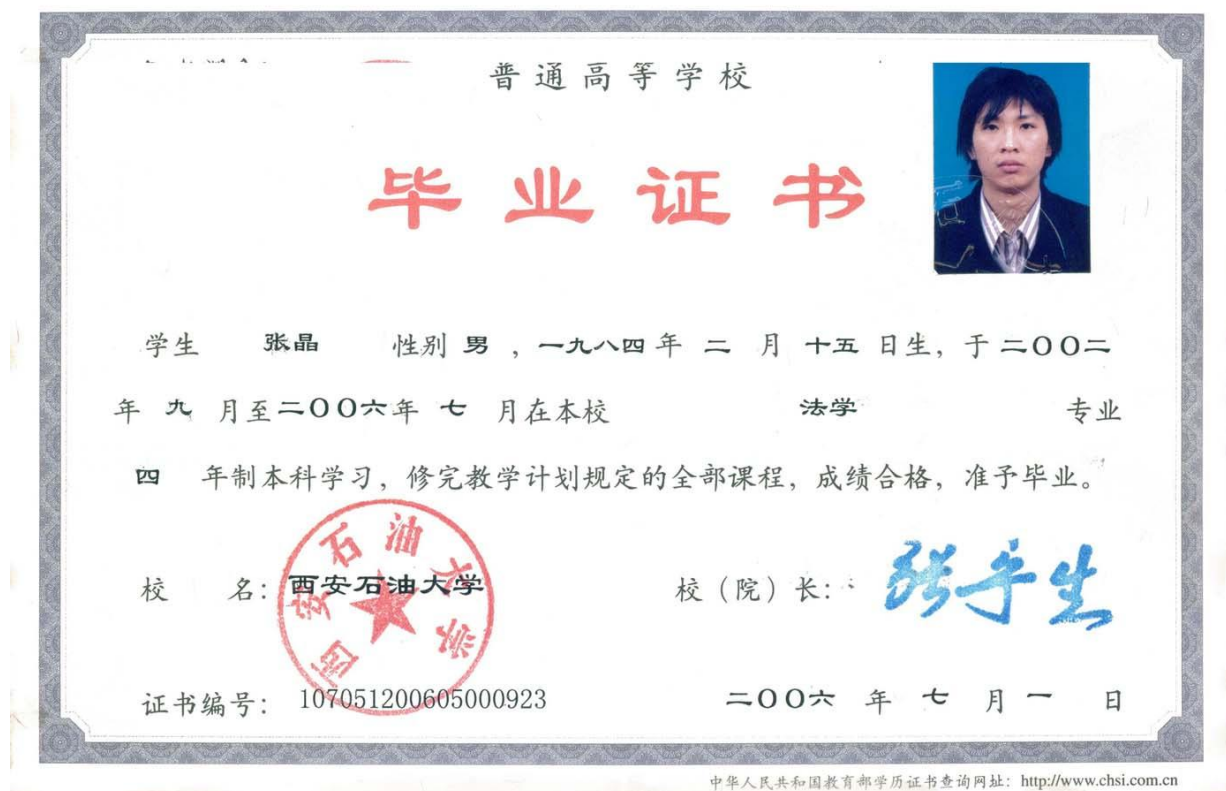 普通高等学校
毕业证书
学生 张晶 性别 男 ，一九八四 年 二 月 十五 日生，于 二OO二
年 九 月至 二OO六 年 七 月在本校 法学 专业
四 年制本科学习，修完教学计划规定的全部课程，成绩合格，准予毕业。
西安石油大学
校 名：西安石油大学 校（院）长：
证书编号：107051200605000923 二OO六 年 七 月 一 日
中华人民共和国教育部学历证书查询网址：http://www.chsi.com.cn